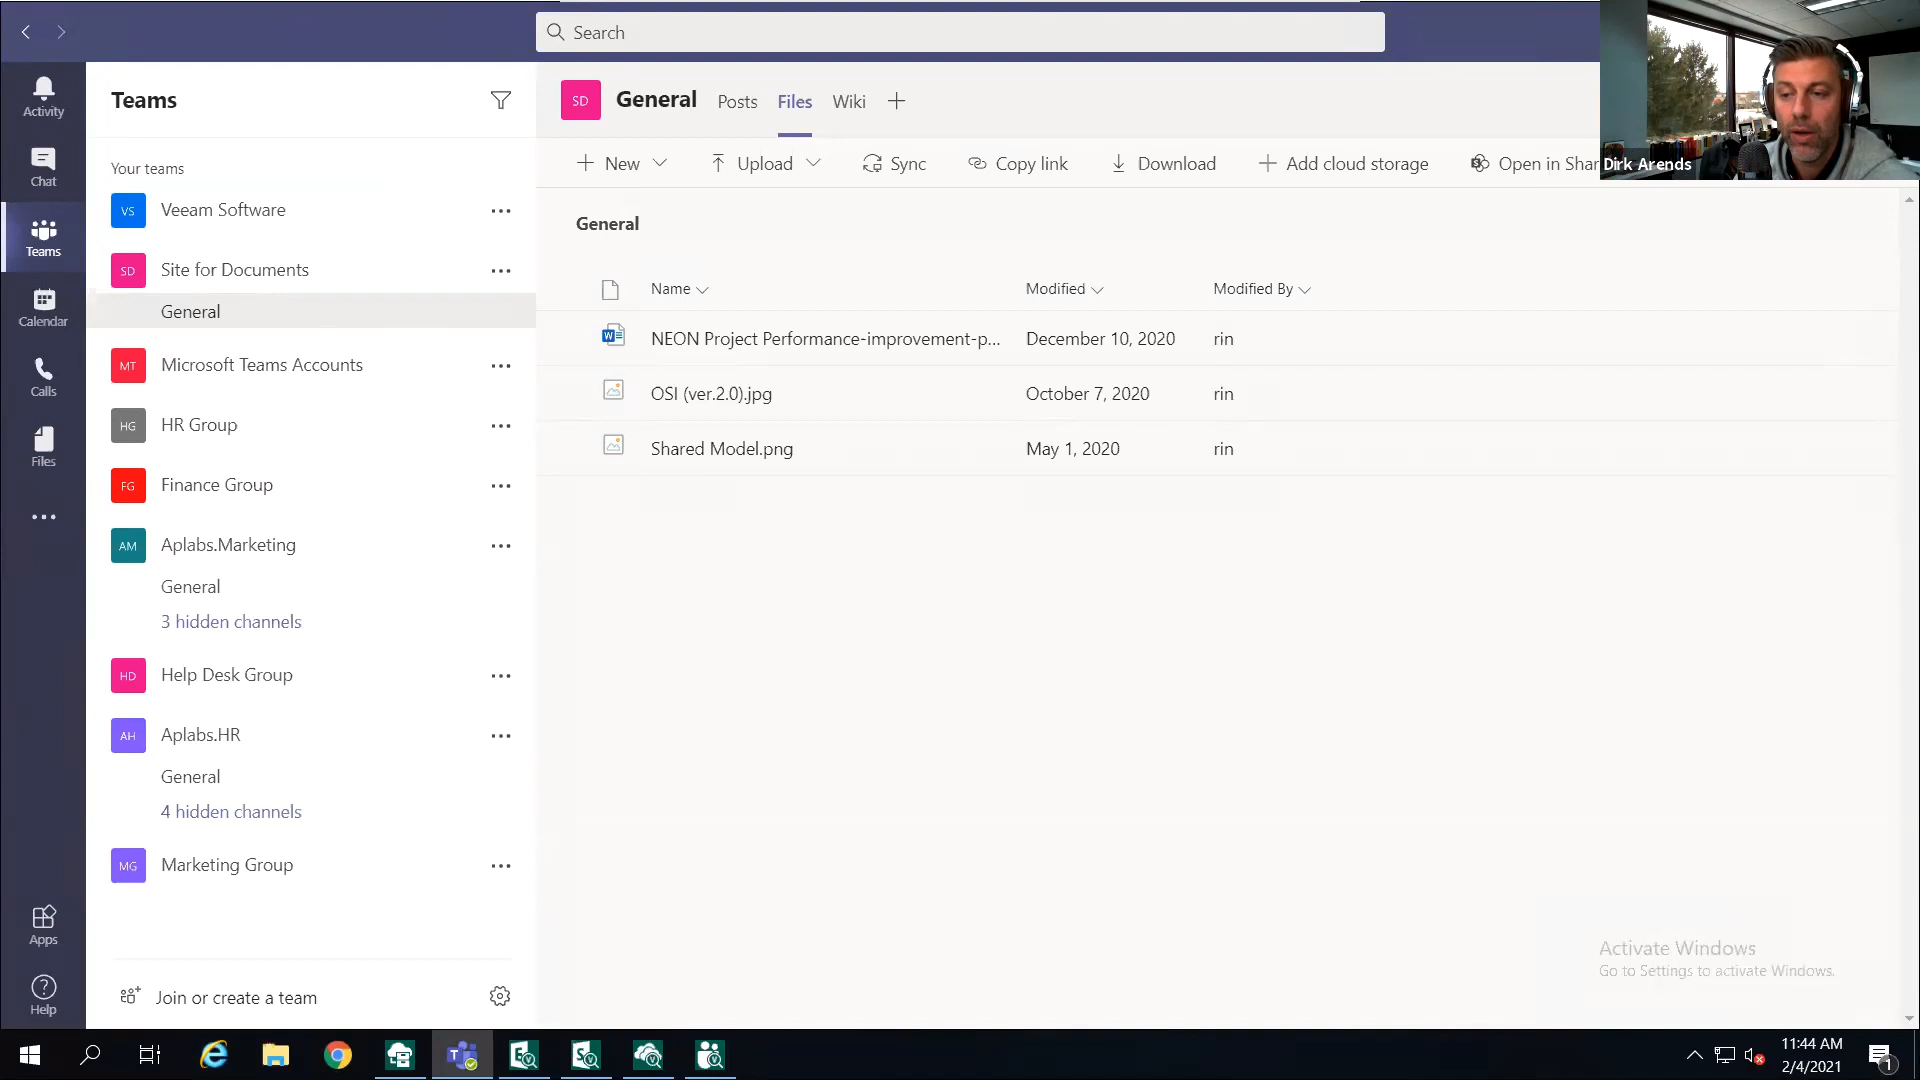 Search
Activity
Chat
Teams
Calendar
Calls
Files
Apps
Help
Teams
Your teams
VS Veeam Software
SD Site for Documents
General
MT Microsoft Teams Accounts
HG HR Group
FG Finance Group
AM Aplabs.Marketing
General
3 hidden channels
HD Help Desk Group
AH Aplabs.HR
General
4 hidden channels
MG Marketing Group
Join or create a team
SD General Posts Files Wiki
New Upload Sync Copy link Download Add cloud storage Open in Shar
Dirk Arends
General
Name Modified Modified By
NEON Project Performance-improvement-p... December 10, 2020 rin
OSI (ver.2.0).jpg October 7, 2020 rin
Shared Model.png May 1, 2020 rin
Activate Windows
Go to Settings to activate Windows.
11:44 AM
2/4/2021
1